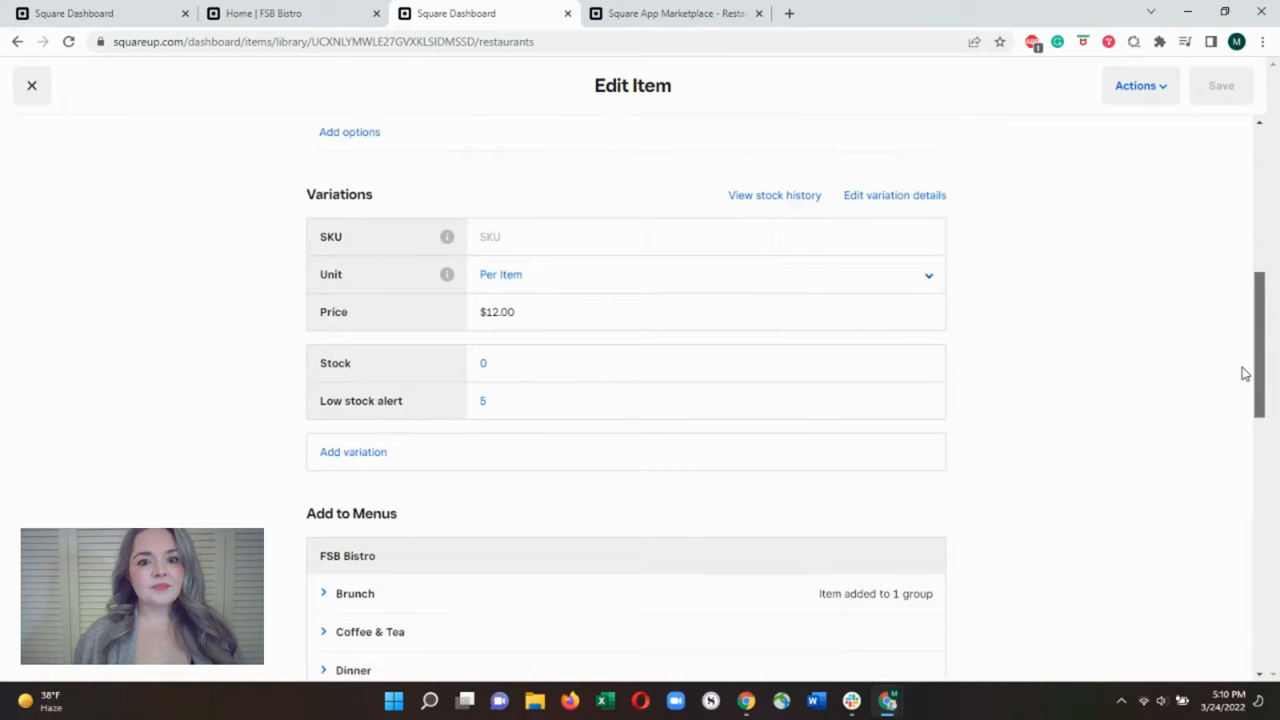 Square Dashboard
Home | FSB Bistro
Square Dashboard
Square App Marketplace - Resta
squareup.com/dashboard/items/library/UCXNLYMWLE27GVXKLSIDMSSD/restaurants
1
M
Edit Item
Actions
Save
Add options
Variations
View stock history
Edit variation details
SKU
SKU
Unit
Per Item
Price
$12.00
Stock
0
Low stock alert
5
Add variation
Add to Menus
FSB Bistro
Brunch
Item added to 1 group
Coffee & Tea
Dinner
38°F
Haze
5:10 PM
3/24/2022